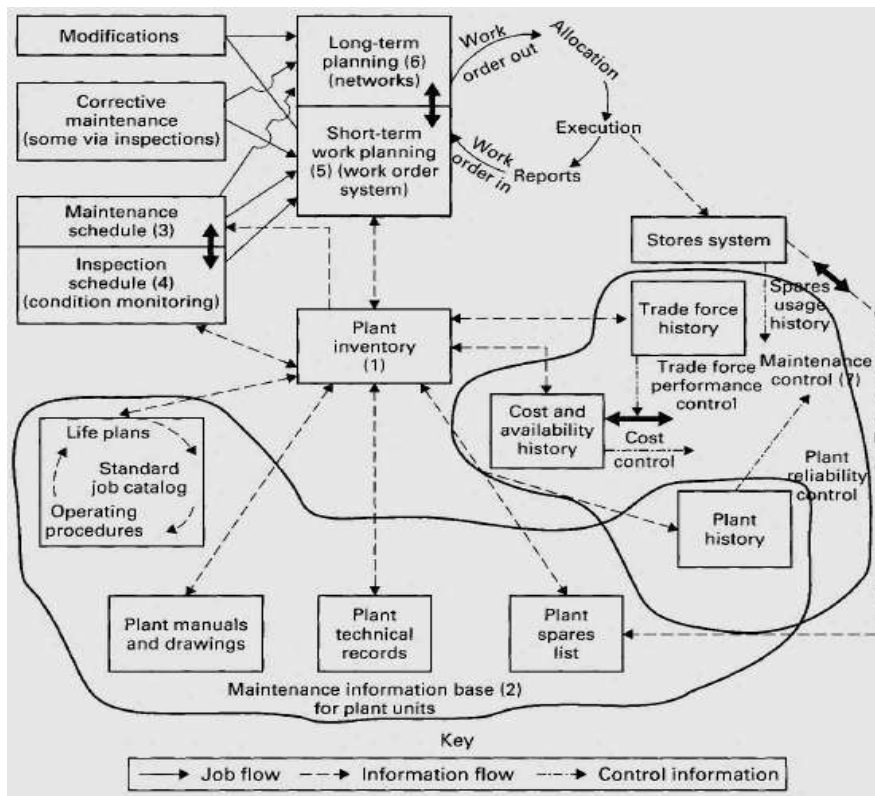 Modifications
Long-term
planning (6)
(networks)
Work
order out
Allocation
Corrective
maintenance
(some via inspections)
Execution
Short-term
work planning
(5) (work order
system)
Work
order in
Reports
Maintenance
schedule (3)
Inspection
schedule (4)
(condition monitoring)
Stores system
Spares
usage
history
Plant
inventory
(1)
Trade force
history
Maintenance
control (7)
Trade force
performance
control
Cost and
availability
history
Cost
control
Life plans
Standard
job catalog
Operating
procedures
Plant
reliability
control
Plant
history
Plant manuals
and drawings
Plant
technical
records
Plant
spares
list
Maintenance information base (2)
for plant units
Key
Job flow
Information flow
Control information